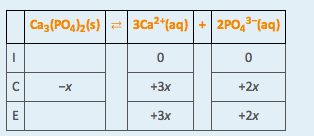 Ca₃(PO₄)₂(s) ⇄ 3Ca²⁺(aq) + 2PO₄³⁻(aq)
I 0 0
C −x +3x +2x
E +3x +2x